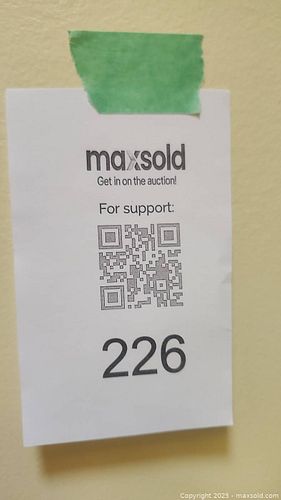 maxsold
Get in on the auction!
For support:
226
Copyright 2023 - maxsold.com